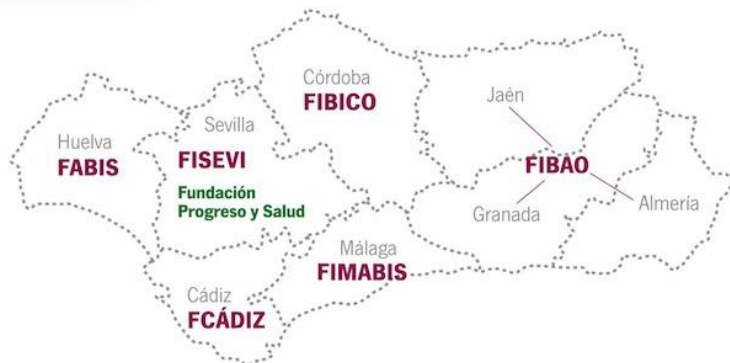 Córdoba
FIBICO
Jaén
Huelva
FABIS
Sevilla
FISEVI
Fundación
Progreso y Salud
FIBAO
Granada
Almería
Málaga
FIMABIS
Cádiz
FCÁDIZ